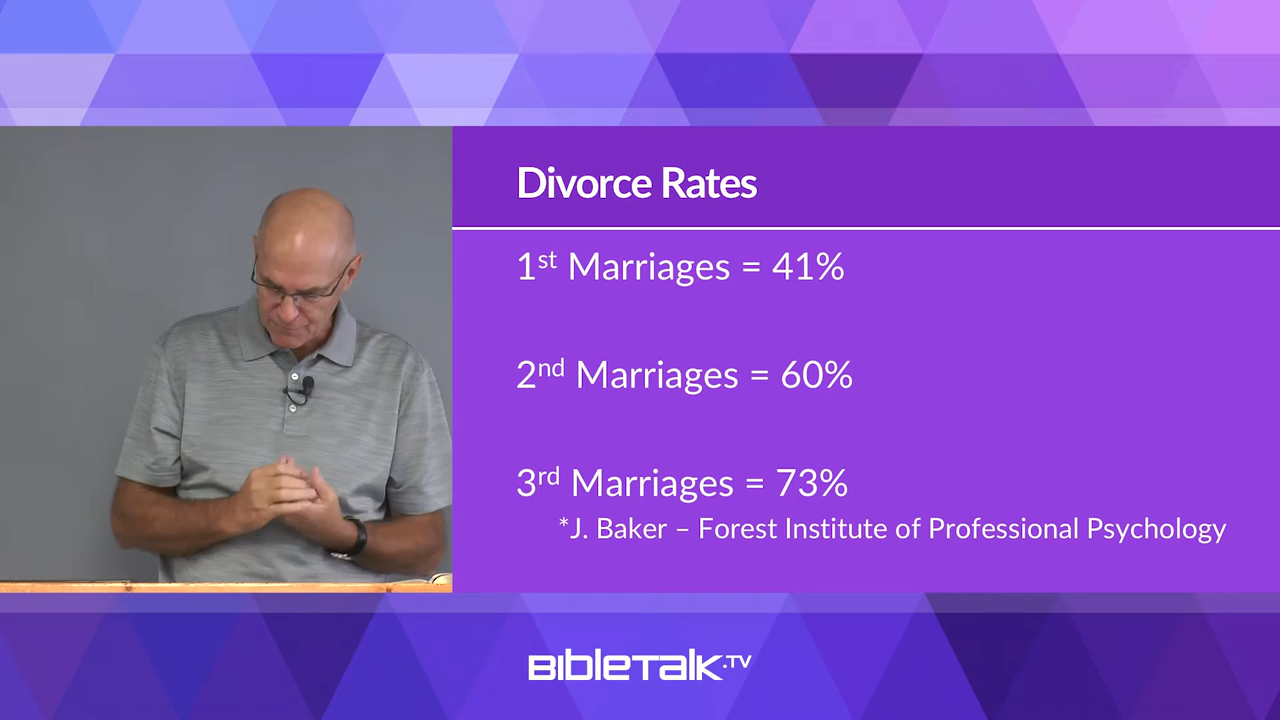 Divorce Rates
1st Marriages = 41%
2nd Marriages = 60%
3rd Marriages = 73%
*J. Baker – Forest Institute of Professional Psychology
BIBLETALK.TV